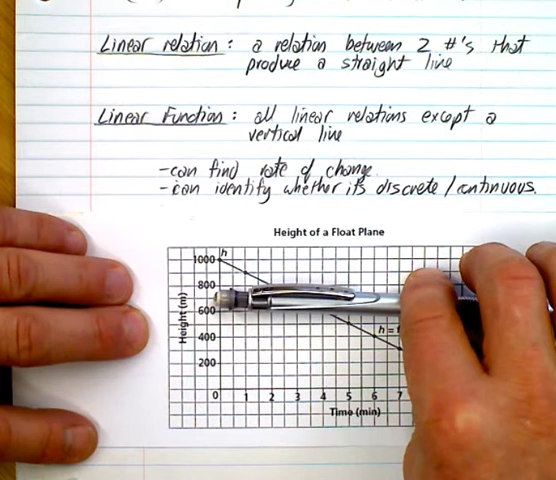 Linear relation : a relation between 2 #'s that
produce a straight line
Linear Function : all linear relations except a
vertical line
-can find rate of change
-can identify whether its discrete / continuous.
Height of a Float Plane
h
1000
800
600
400
200
0 1 2 3 4 5 6 7
Height (m)
h =
Time (min)